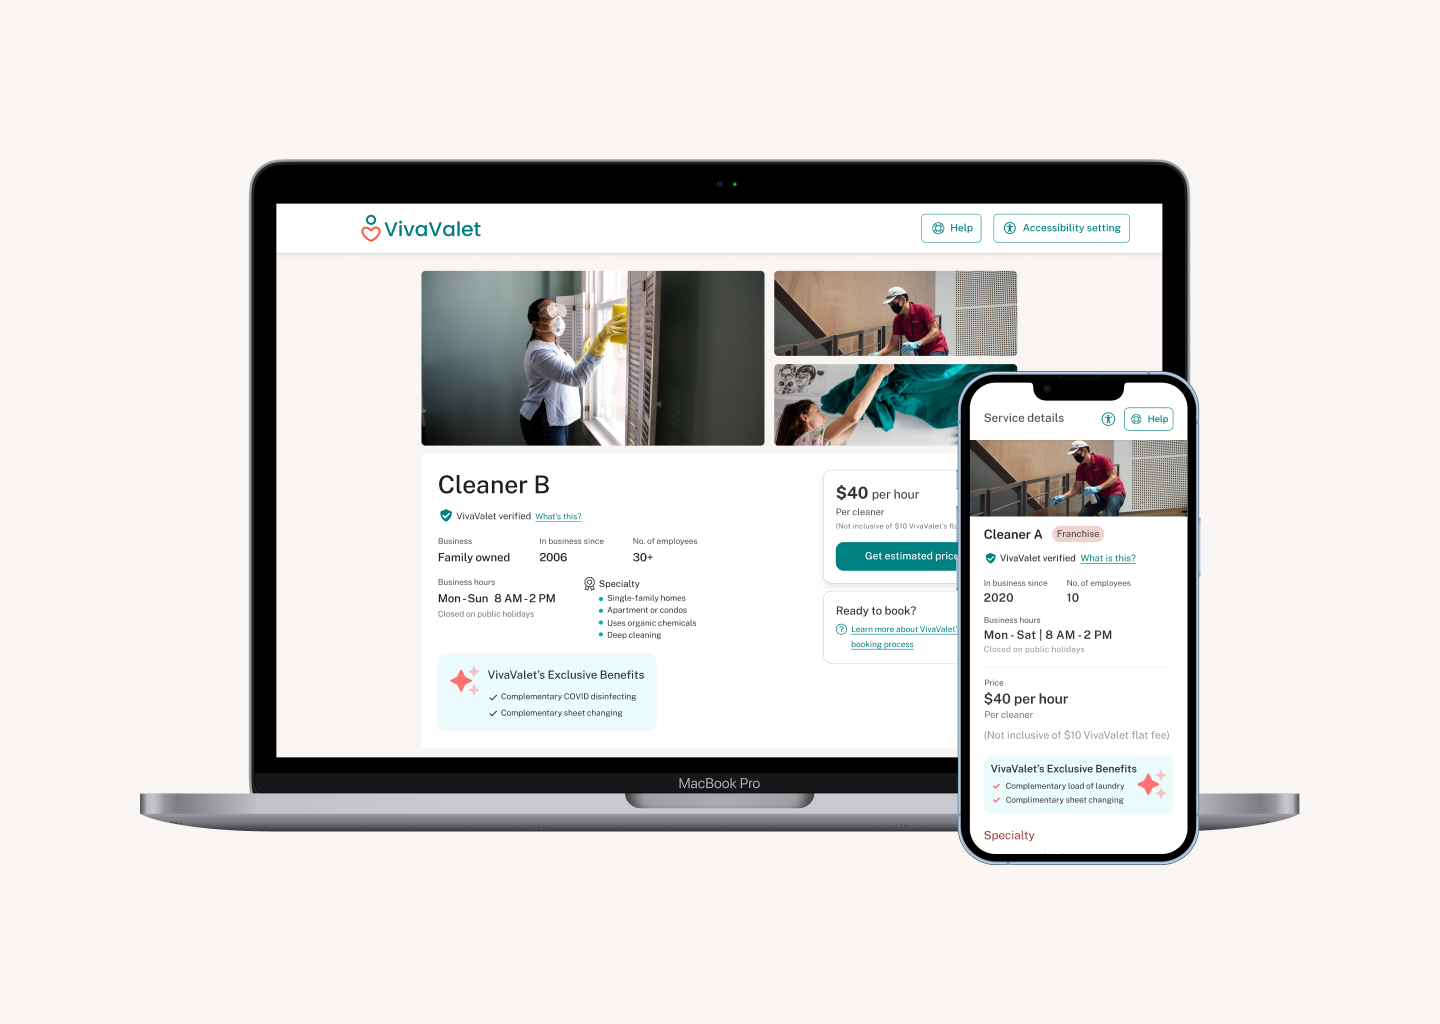 VivaValet
Help
Accessibility setting
Cleaner B
VivaValet verified What's this?
Business
Family owned
In business since
2006
No. of employees
30+
Business hours
Mon - Sun 8 AM - 2 PM
Closed on public holidays
Specialty
Single-family homes
Apartment or condos
Uses organic chemicals
Deep cleaning
VivaValet's Exclusive Benefits
Complementary COVID disinfecting
Complementary sheet changing
$40 per hour
Per cleaner
(Not inclusive of $10 VivaValet's
Get estimated price
Ready to book?
Learn more about VivaValet'
booking process
MacBook Pro
Service details
Help
Cleaner A Franchise
VivaValet verified What is this?
In business since
2020
No. of employees
10
Business hours
Mon - Sat | 8 AM - 2 PM
Closed on public holidays
Price
$40 per hour
Per cleaner
(Not inclusive of $10 VivaValet flat fee)
VivaValet's Exclusive Benefits
Complementary load of laundry
Complimentary sheet changing
Specialty